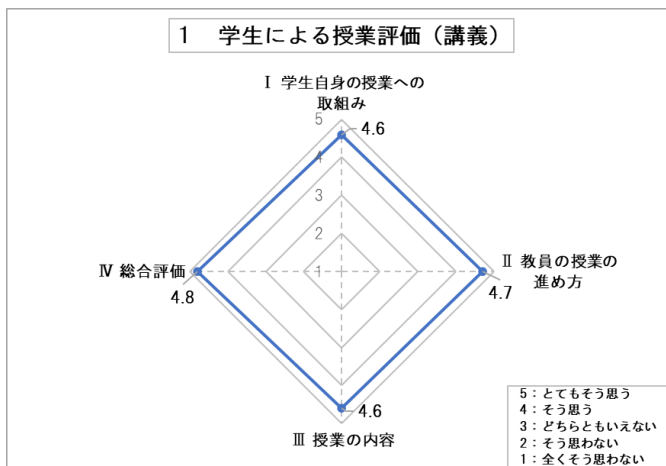 1 学生による授業評価（講義）
Ⅰ 学生自身の授業への
取組み
5
4.6
4
3
2
1
Ⅳ 総合評価
4.8
Ⅱ 教員の授業の
進め方
4.7
4.6
Ⅲ 授業の内容
5：とてもそう思う
4：そう思う
3：どちらともいえない
2：そう思わない
1：全くそう思わない